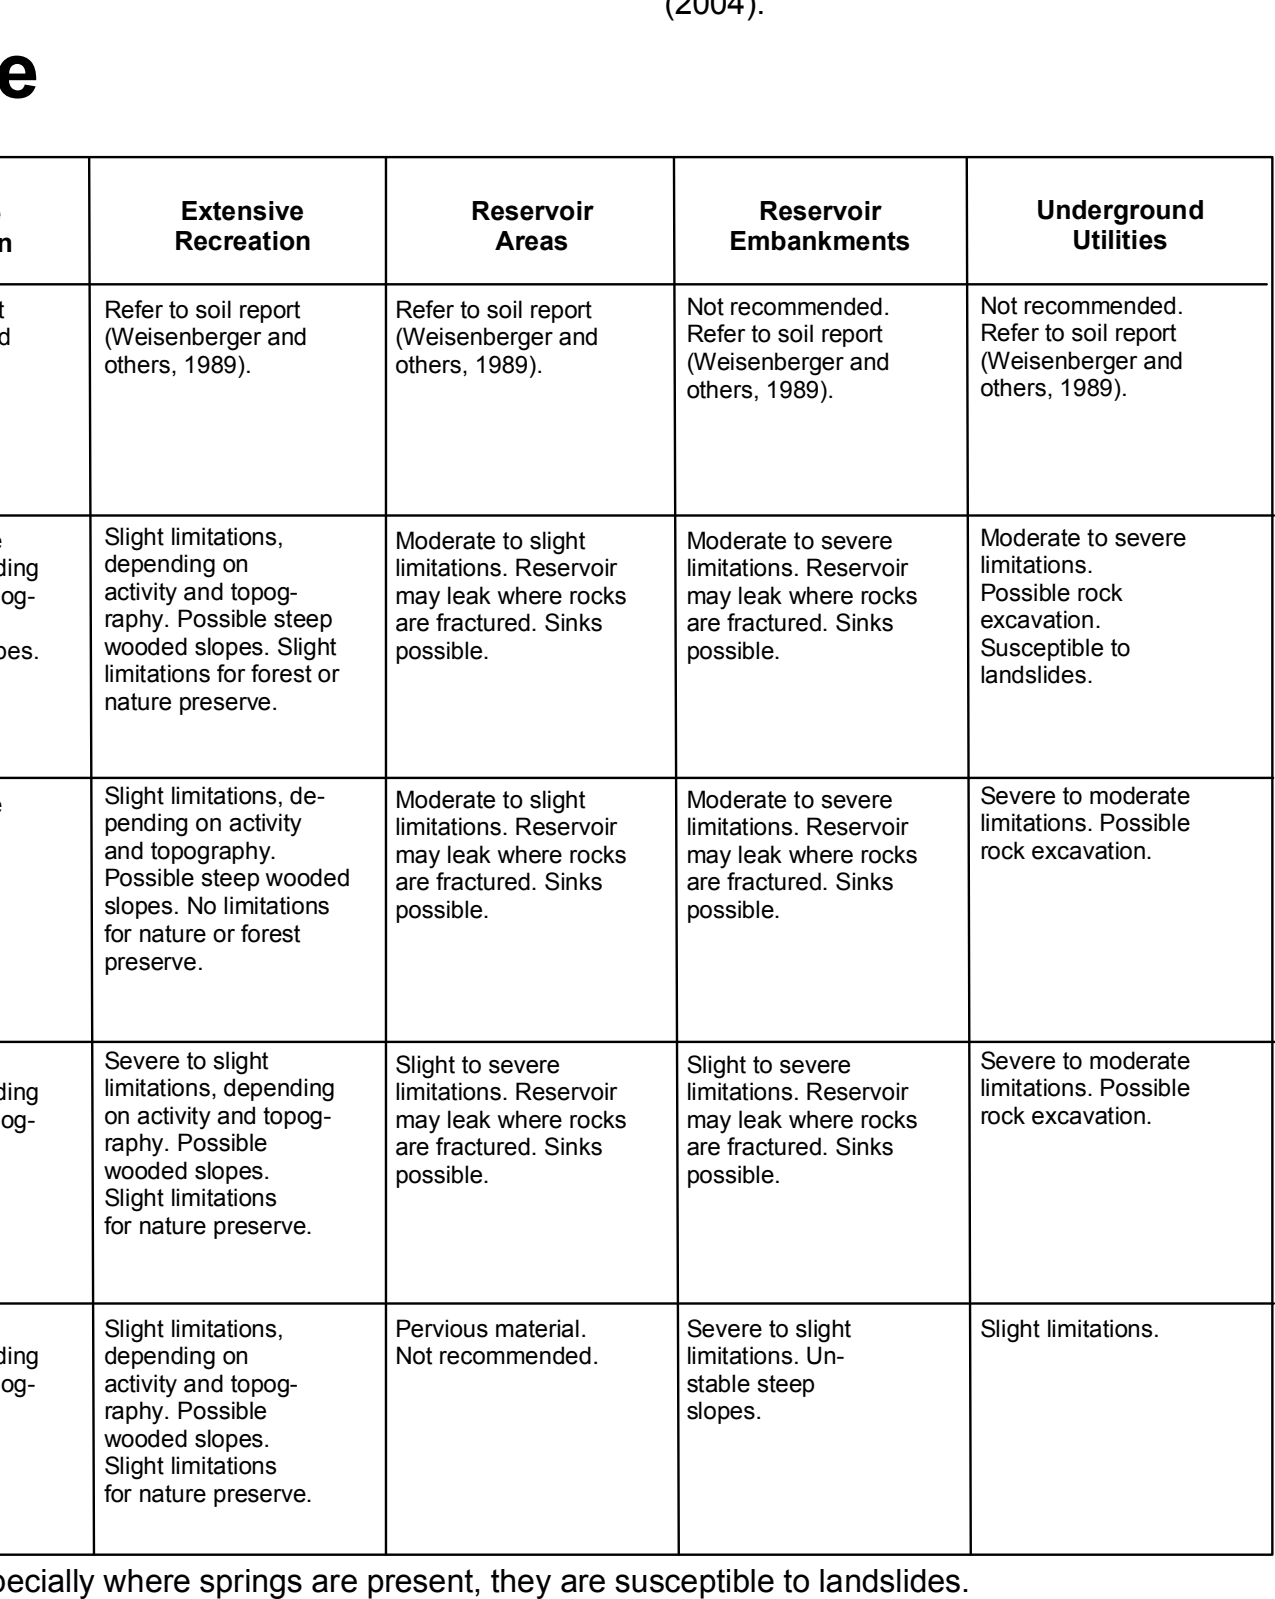 (2004).
e
n
Extensive
Recreation
Reservoir
Areas
Reservoir
Embankments
Underground
Utilities
t
d
Refer to soil report
(Weisenberger and
others, 1989).
Refer to soil report
(Weisenberger and
others, 1989).
Not recommended.
Refer to soil report
(Weisenberger and
others, 1989).
Not recommended.
Refer to soil report
(Weisenberger and
others, 1989).
e
ding
og-
pes.
Slight limitations,
depending on
activity and topog-
raphy. Possible steep
wooded slopes. Slight
limitations for forest or
nature preserve.
Moderate to slight
limitations. Reservoir
may leak where rocks
are fractured. Sinks
possible.
Moderate to severe
limitations. Reservoir
may leak where rocks
are fractured. Sinks
possible.
Moderate to severe
limitations.
Possible rock
excavation.
Susceptible to
landslides.
e
Slight limitations, de-
pending on activity
and topography.
Possible steep wooded
slopes. No limitations
for nature or forest
preserve.
Moderate to slight
limitations. Reservoir
may leak where rocks
are fractured. Sinks
possible.
Moderate to severe
limitations. Reservoir
may leak where rocks
are fractured. Sinks
possible.
Severe to moderate
limitations. Possible
rock excavation.
ding
og-
Severe to slight
limitations, depending
on activity and topog-
raphy. Possible
wooded slopes.
Slight limitations
for nature preserve.
Slight to severe
limitations. Reservoir
may leak where rocks
are fractured. Sinks
possible.
Slight to severe
limitations. Reservoir
may leak where rocks
are fractured. Sinks
possible.
Severe to moderate
limitations. Possible
rock excavation.
ding
og-
Slight limitations,
depending on
activity and topog-
raphy. Possible
wooded slopes.
Slight limitations
for nature preserve.
Pervious material.
Not recommended.
Severe to slight
limitations. Un-
stable steep
slopes.
Slight limitations.
pecially where springs are present, they are susceptible to landslides.